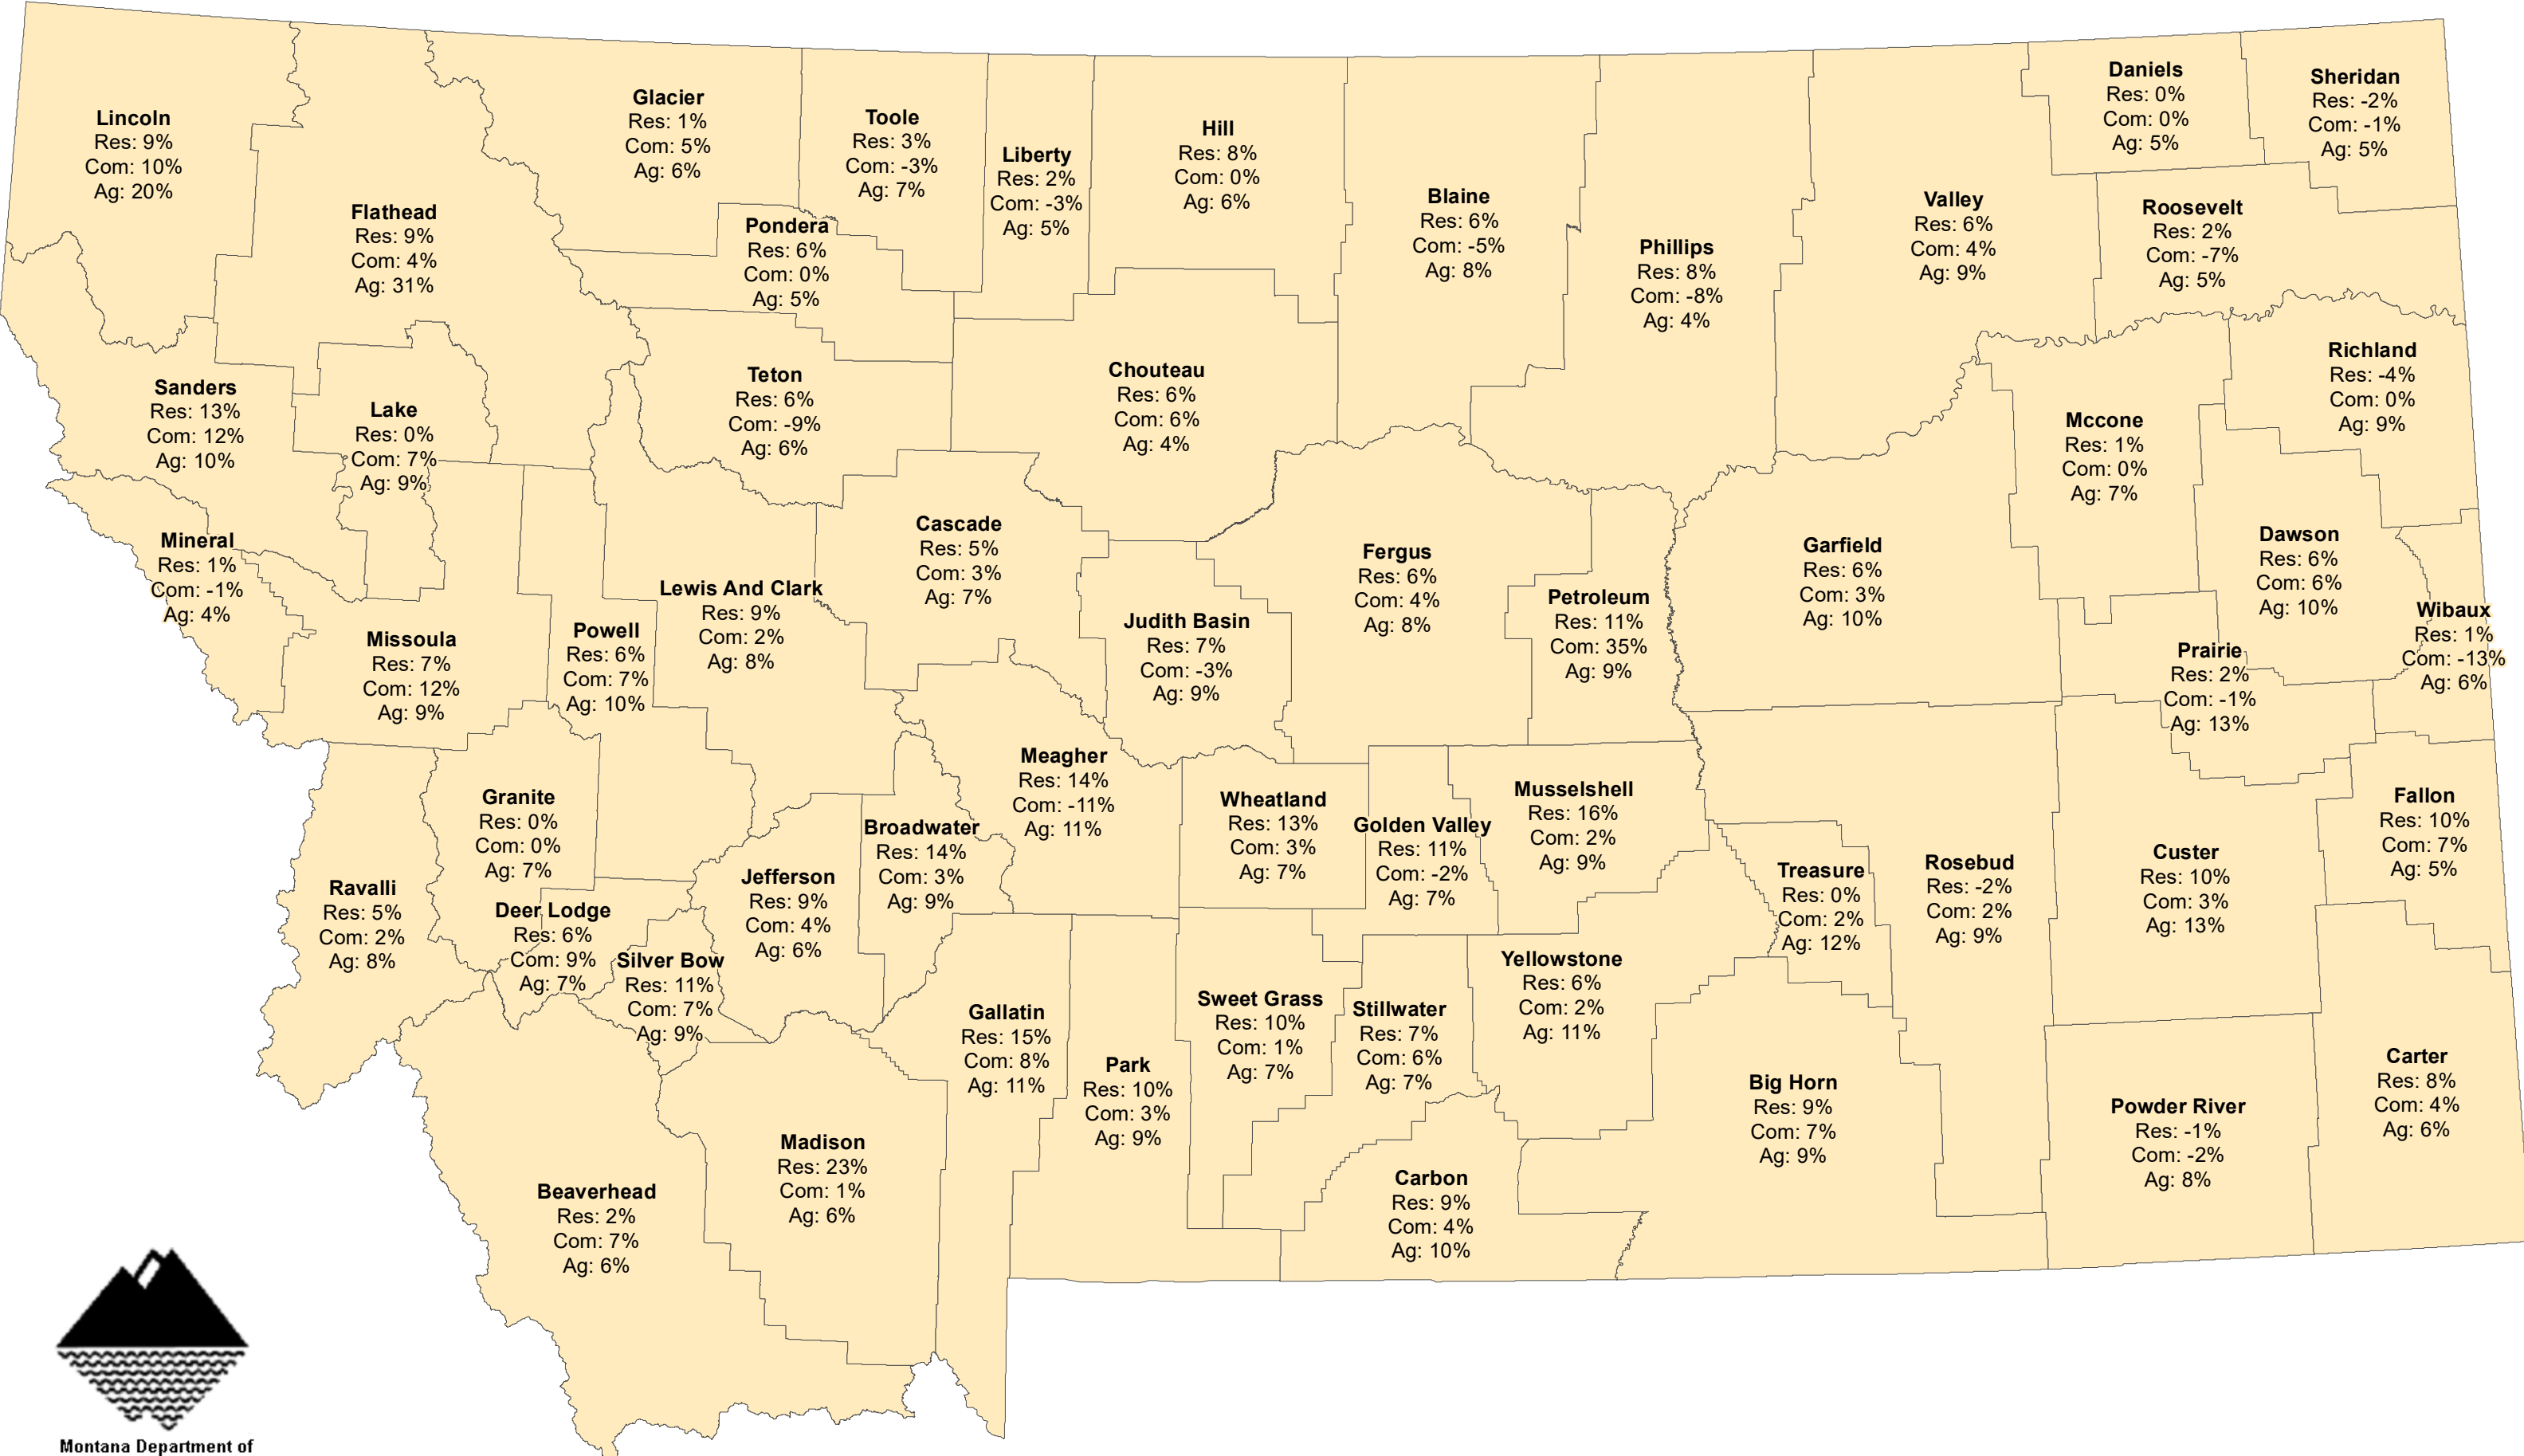 Lincoln
Res: 9%
Com: 10%
Ag: 20%
Flathead
Res: 9%
Com: 4%
Ag: 31%
Glacier
Res: 1%
Com: 5%
Ag: 6%
Toole
Res: 3%
Com: -3%
Ag: 7%
Liberty
Res: 2%
Com: -3%
Ag: 5%
Hill
Res: 8%
Com: 0%
Ag: 6%
Blaine
Res: 6%
Com: -5%
Ag: 8%
Phillips
Res: 8%
Com: -8%
Ag: 4%
Valley
Res: 6%
Com: 4%
Ag: 9%
Daniels
Res: 0%
Com: 0%
Ag: 5%
Sheridan
Res: -2%
Com: -1%
Ag: 5%
Roosevelt
Res: 2%
Com: -7%
Ag: 5%
Pondera
Res: 6%
Com: 0%
Ag: 5%
Teton
Res: 6%
Com: -9%
Ag: 6%
Chouteau
Res: 6%
Com: 6%
Ag: 4%
Richland
Res: -4%
Com: 0%
Ag: 9%
Mccone
Res: 1%
Com: 0%
Ag: 7%
Sanders
Res: 13%
Com: 12%
Ag: 10%
Lake
Res: 0%
Com: 7%
Ag: 9%
Mineral
Res: 1%
Com: -1%
Ag: 4%
Missoula
Res: 7%
Com: 12%
Ag: 9%
Powell
Res: 6%
Com: 7%
Ag: 10%
Lewis And Clark
Res: 9%
Com: 2%
Ag: 8%
Cascade
Res: 5%
Com: 3%
Ag: 7%
Judith Basin
Res: 7%
Com: -3%
Ag: 9%
Fergus
Res: 6%
Com: 4%
Ag: 8%
Petroleum
Res: 11%
Com: 35%
Ag: 9%
Garfield
Res: 6%
Com: 3%
Ag: 10%
Dawson
Res: 6%
Com: 6%
Ag: 10%
Wibaux
Res: 1%
Com: -13%
Ag: 6%
Prairie
Res: 2%
Com: -1%
Ag: 13%
Granite
Res: 0%
Com: 0%
Ag: 7%
Ravalli
Res: 5%
Com: 2%
Ag: 8%
Deer Lodge
Res: 6%
Com: 9%
Ag: 7%
Silver Bow
Res: 11%
Com: 7%
Ag: 9%
Jefferson
Res: 9%
Com: 4%
Ag: 6%
Broadwater
Res: 14%
Com: 3%
Ag: 9%
Meagher
Res: 14%
Com: -11%
Ag: 11%
Wheatland
Res: 13%
Com: 3%
Ag: 7%
Golden Valley
Res: 11%
Com: -2%
Ag: 7%
Musselshell
Res: 16%
Com: 2%
Ag: 9%
Treasure
Res: 0%
Com: 2%
Ag: 12%
Rosebud
Res: -2%
Com: 2%
Ag: 9%
Custer
Res: 10%
Com: 3%
Ag: 13%
Fallon
Res: 10%
Com: 7%
Ag: 5%
Beaverhead
Res: 2%
Com: 7%
Ag: 6%
Madison
Res: 23%
Com: 1%
Ag: 6%
Gallatin
Res: 15%
Com: 8%
Ag: 11%
Park
Res: 10%
Com: 3%
Ag: 9%
Sweet Grass
Res: 10%
Com: 1%
Ag: 7%
Stillwater
Res: 7%
Com: 6%
Ag: 7%
Yellowstone
Res: 6%
Com: 2%
Ag: 11%
Carbon
Res: 9%
Com: 4%
Ag: 10%
Big Horn
Res: 9%
Com: 7%
Ag: 9%
Powder River
Res: -1%
Com: -2%
Ag: 8%
Carter
Res: 8%
Com: 4%
Ag: 6%
Montana Department of